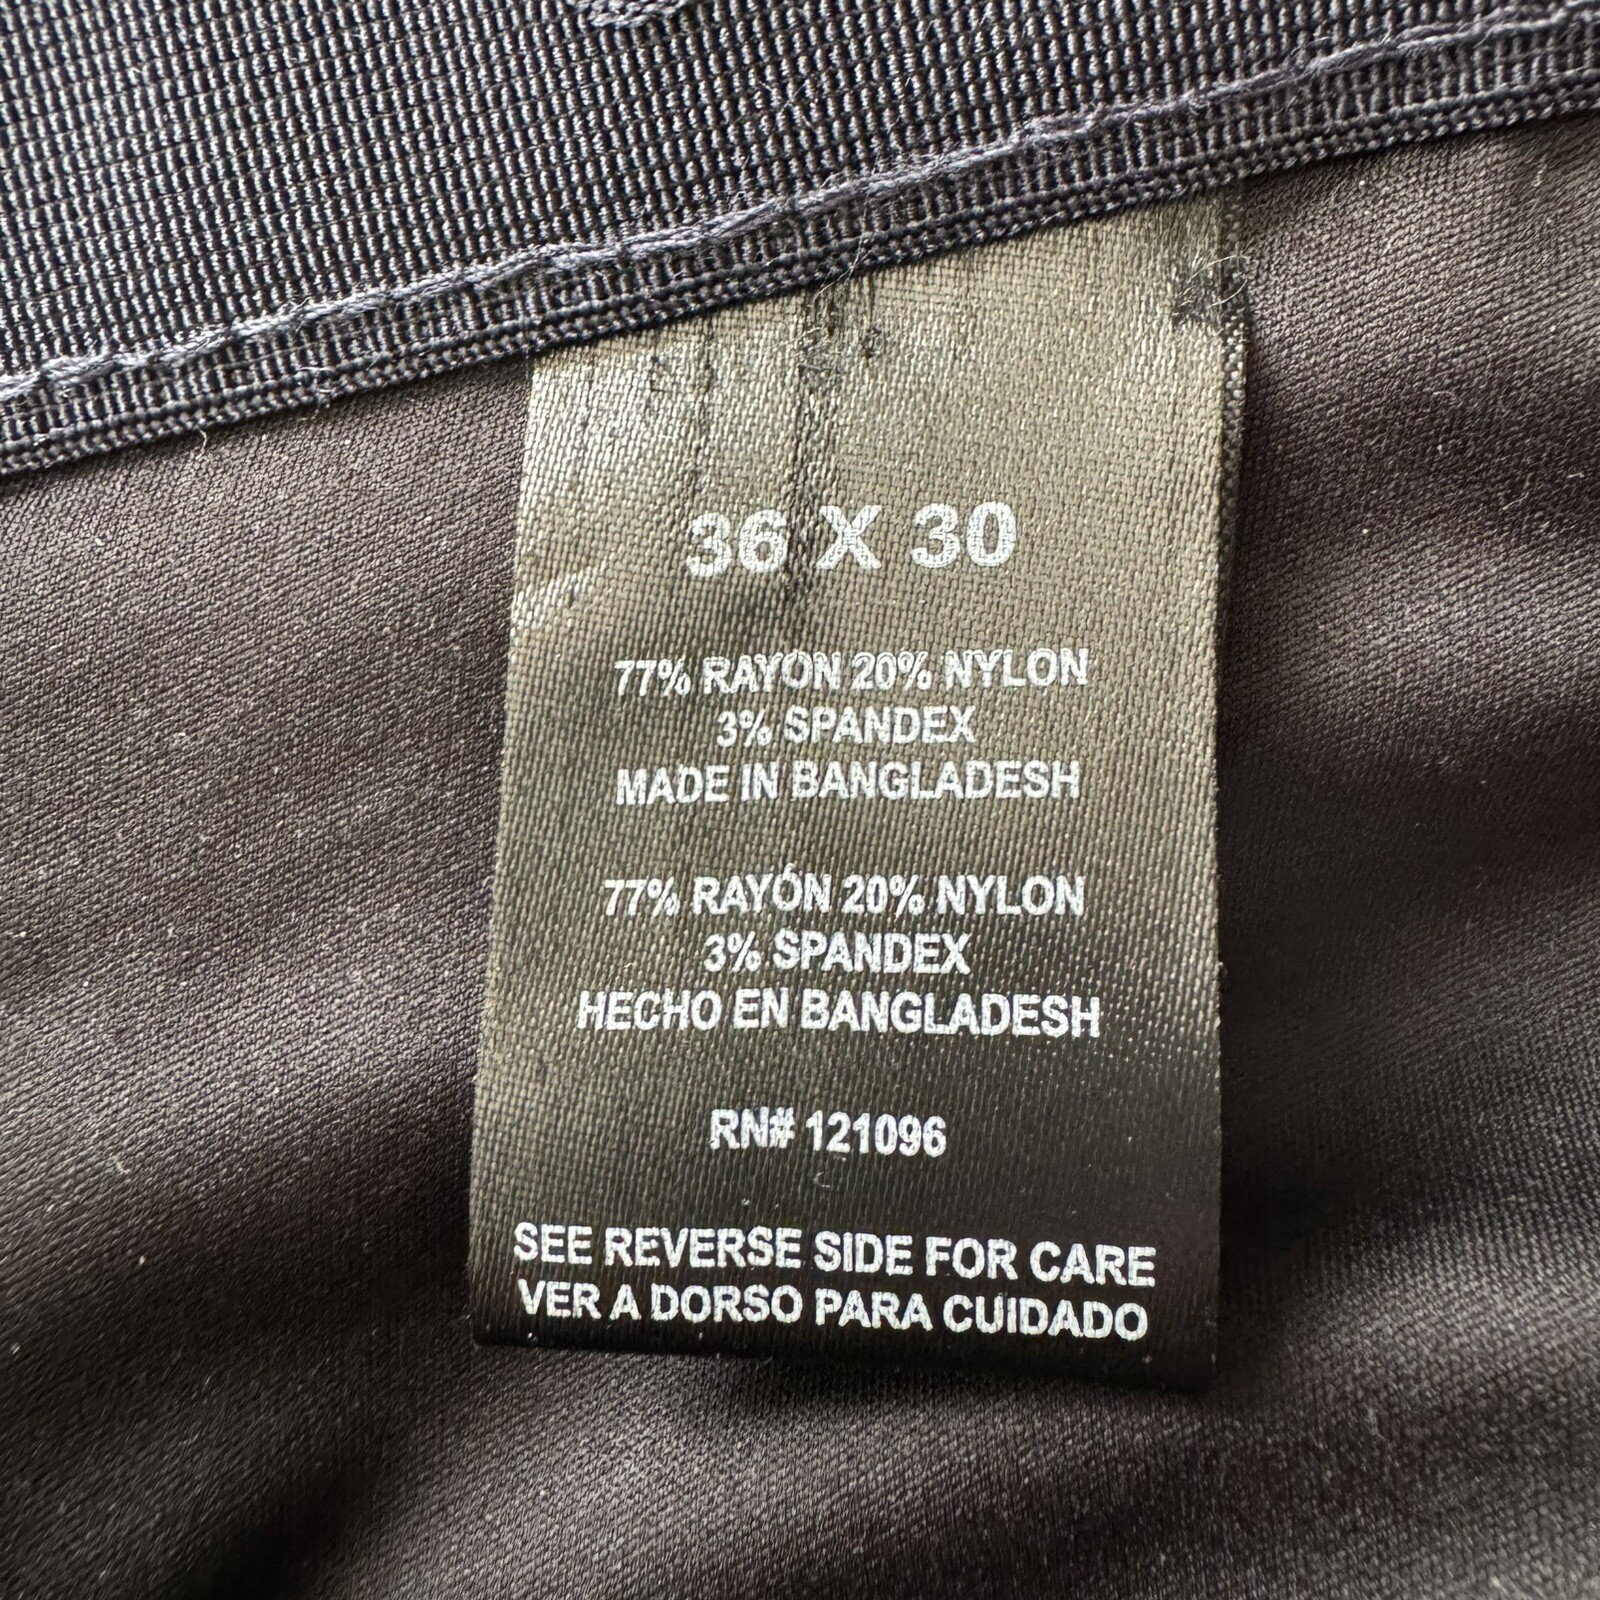 36 X 30
77% RAYON 20% NYLON
3% SPANDEX
MADE IN BANGLADESH
77% RAYÓN 20% NYLON
3% SPANDEX
HECHO EN BANGLADESH
RN# 121096
SEE REVERSE SIDE FOR CARE
VER A DORSO PARA CUIDADO